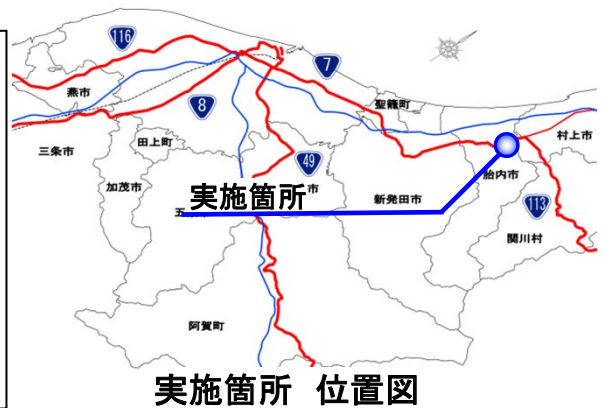 116
7
燕市
8
聖籠町
村上市
三条市
田上町
49
胎内市
加茂市
実施箇所
市
新発田市
113
五
関川村
阿賀町
実施箇所 位置図